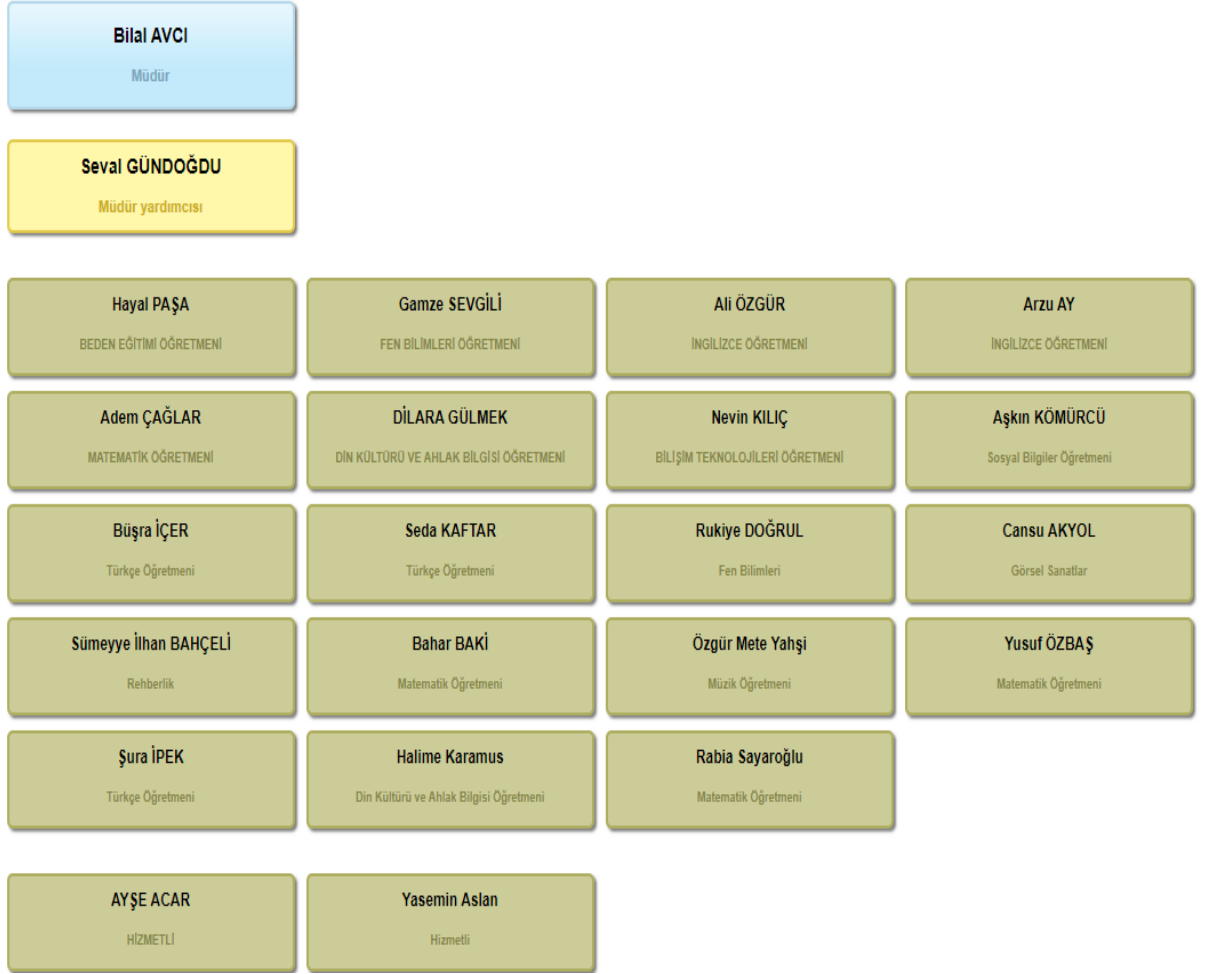 Bilal AVCI
Müdür
Seval GÜNDOĞDU
Müdür yardımcısı
Hayal PAŞA
BEDEN EĞİTİMİ ÖĞRETMENİ
Gamze SEVGİLİ
FEN BİLİMLERİ ÖĞRETMENİ
Ali ÖZGÜR
İNGİLİZCE ÖĞRETMENİ
Arzu AY
İNGİLİZCE ÖĞRETMENİ
Adem ÇAĞLAR
MATEMATİK ÖĞRETMENİ
DİLARA GÜLMEK
DİN KÜLTÜRÜ VE AHLAK BİLGİSİ ÖĞRETMENİ
Nevin KILIÇ
BİLİŞİM TEKNOLOJİLERİ ÖĞRETMENİ
Aşkın KÖMÜRCÜ
Sosyal Bilgiler Öğretmeni
Büşra İÇER
Türkçe Öğretmeni
Seda KAFTAR
Türkçe Öğretmeni
Rukiye DOĞRUL
Fen Bilimleri
Cansu AKYOL
Görsel Sanatlar
Sümeyye İlhan BAHÇELİ
Rehberlik
Bahar BAKİ
Matematik Öğretmeni
Özgür Mete Yahşi
Müzik Öğretmeni
Yusuf ÖZBAŞ
Matematik Öğretmeni
Şura İPEK
Türkçe Öğretmeni
Halime Karamus
Din Kültürü ve Ahlak Bilgisi Öğretmeni
Rabia Sayaroğlu
Matematik Öğretmeni
AYŞE ACAR
HİZMETLİ
Yasemin Aslan
Hizmetli